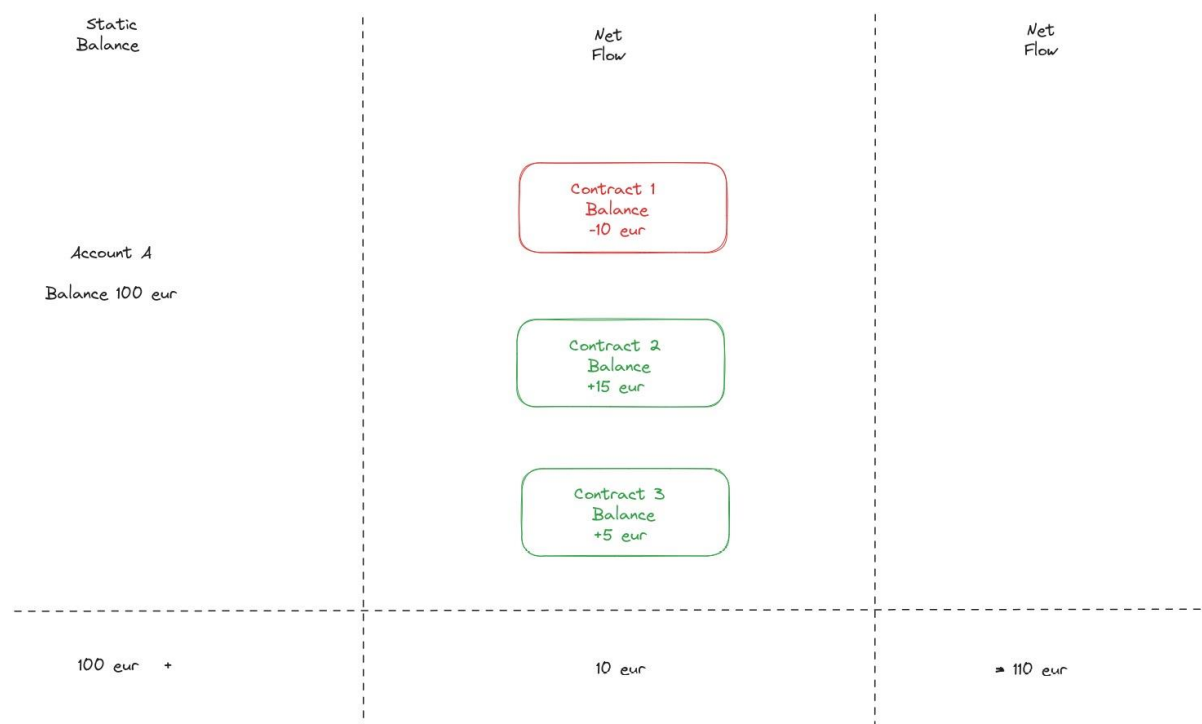 Static
Balance
Net
Flow
Net
Flow
Account A
Balance 100 eur
Contract 1
Balance
-10 eur
Contract 2
Balance
+15 eur
Contract 3
Balance
+5 eur
100 eur +
10 eur
= 110 eur